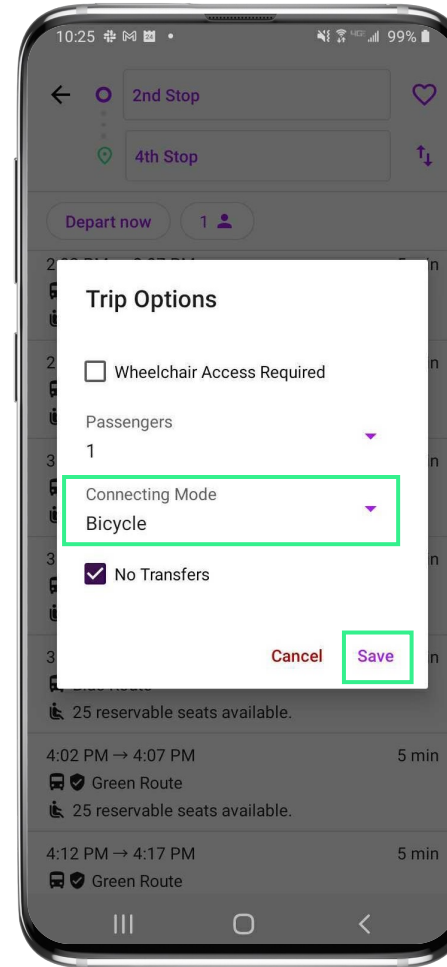 10:25
99%
2nd Stop
4th Stop
Depart now 1
Trip Options
Wheelchair Access Required
Passengers
1
Connecting Mode
Bicycle
No Transfers
Cancel Save
25 reservable seats available.
4:02 PM → 4:07 PM 5 min
Green Route
25 reservable seats available.
4:12 PM → 4:17 PM 5 min
Green Route